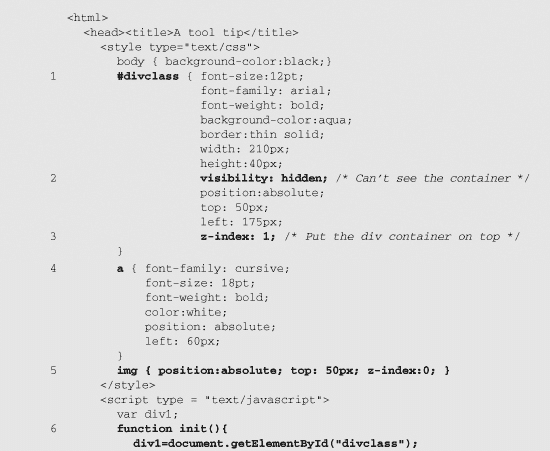 <html>
<head><title>A tool tip</title>
<style type="text/css">
body { background-color:black;}
1 #divclass { font-size:12pt;
font-family: arial;
font-weight: bold;
background-color:aqua;
border:thin solid;
width: 210px;
height:40px;
2 visibility: hidden; /* Can't see the container */
position:absolute;
top: 50px;
left: 175px;
3 z-index: 1; /* Put the div container on top */
}
4 a { font-family: cursive;
font-size: 18pt;
font-weight: bold;
color:white;
position: absolute;
left: 60px;
}
5 img { position:absolute; top: 50px; z-index:0; }
</style>
<script type = "text/javascript">
var div1;
6 function init(){
div1=document.getElementById("divclass");